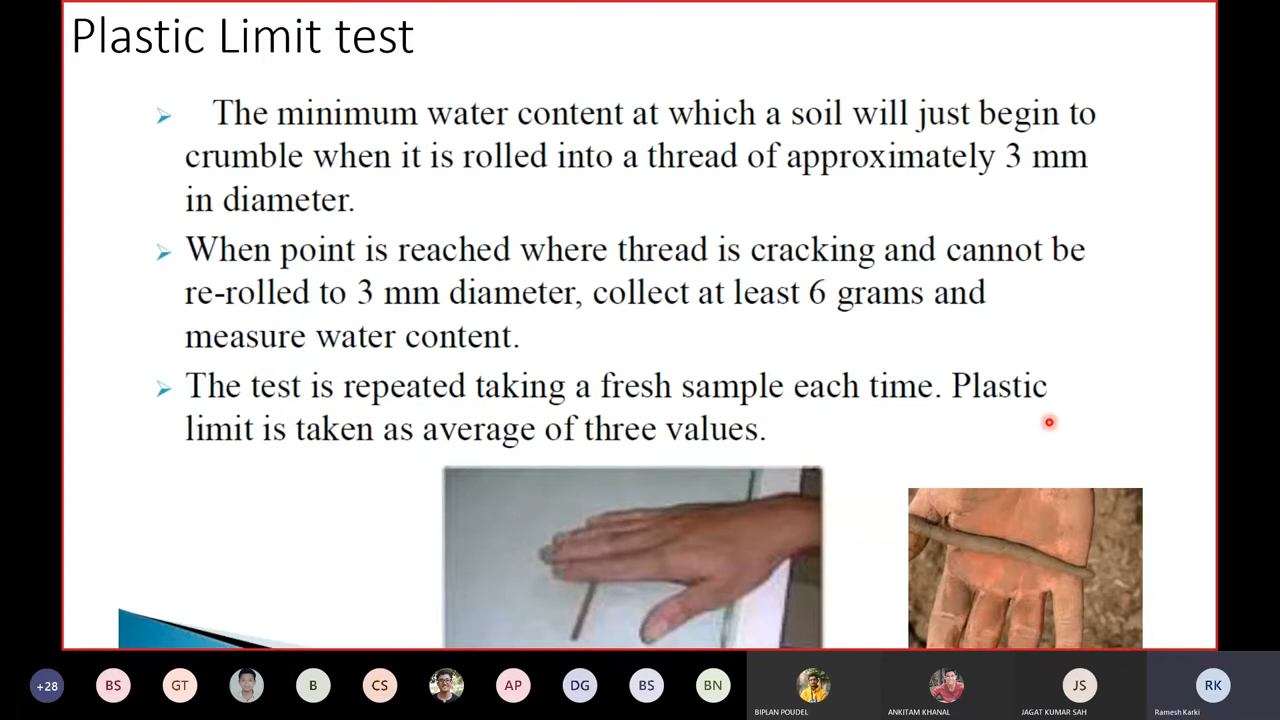 Plastic Limit test
The minimum water content at which a soil will just begin to
crumble when it is rolled into a thread of approximately 3 mm
in diameter.
When point is reached where thread is cracking and cannot be
re-rolled to 3 mm diameter, collect at least 6 grams and
measure water content.
The test is repeated taking a fresh sample each time. Plastic
limit is taken as average of three values.
+28 BS GT B CS AP DG BS BN JS RK
BIPLAN POUDEL ANKITAM KHANAL JAGAT KUMAR SAH Ramesh Karki